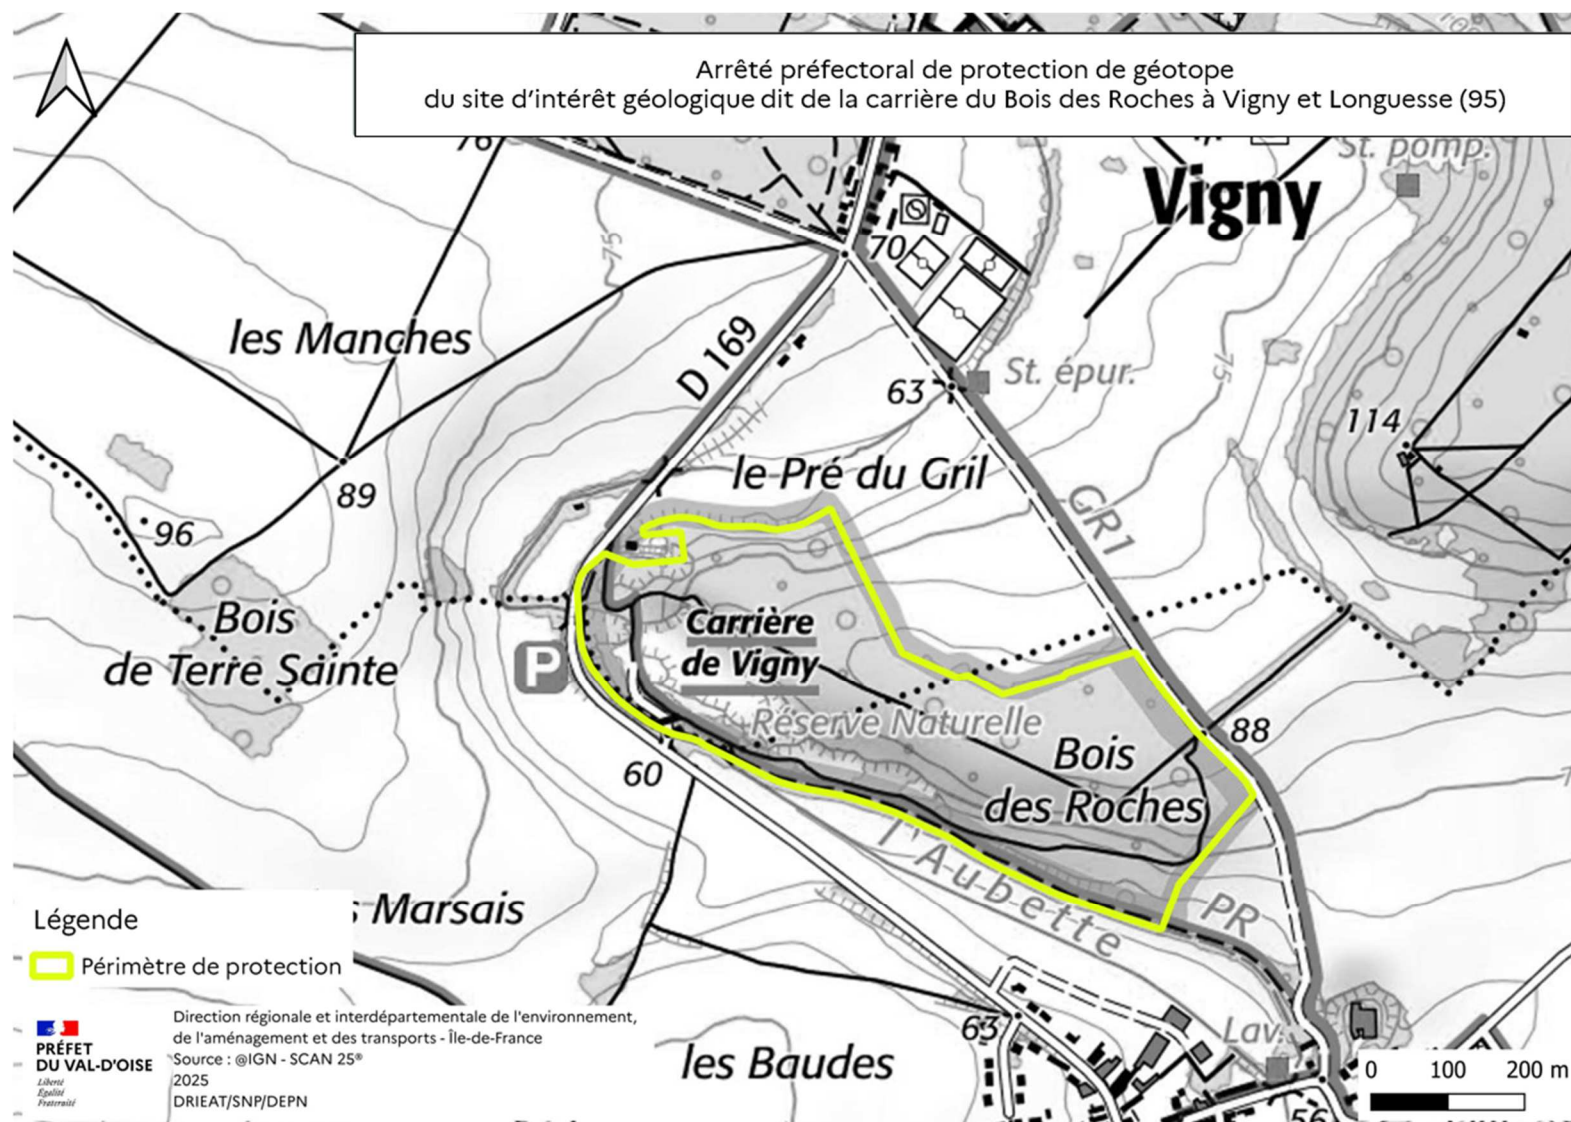 Arrêté préfectoral de protection de géotope
du site d'intérêt géologique dit de la carrière du Bois des Roches à Vigny et Longuesse (95)
76
St. pomp.
Vigny
75
70
les Manches
D 169
St. épur.
63
75
114
le Pré du Gril
89
GR1
96
Bois
de Terre Sainte
P
Carrière
de Vigny
Réserve Naturelle
88
60
Bois
des Roches
l'Aubette
PR
Marsais
Légende
Périmètre de protection
PRÉFET
DU VAL-D'OISE
Liberté
Égalité
Fraternité
Direction régionale et interdépartementale de l'environnement,
de l'aménagement et des transports - Île-de-France
Source : @IGN - SCAN 25®
2025
DRIEAT/SNP/DEPN
63
les Baudes
Lav.
56
0 100 200 m